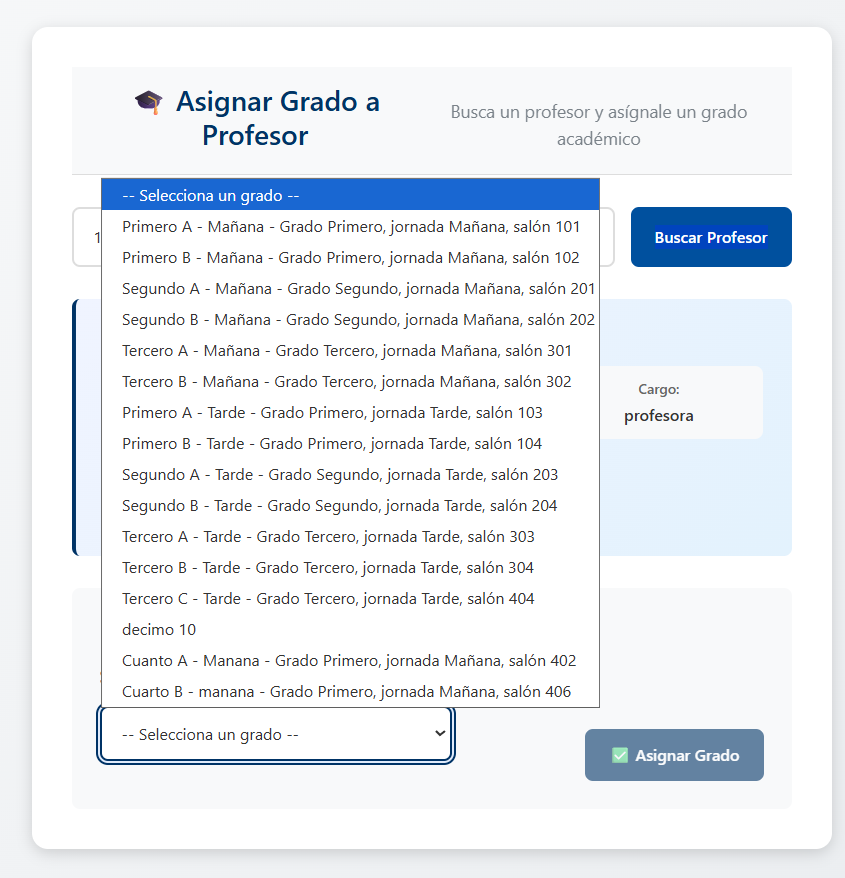 Asignar Grado a
Profesor
Busca un profesor y asígnale un grado
académico
1
Buscar Profesor
-- Selecciona un grado --
Primero A - Mañana - Grado Primero, jornada Mañana, salón 101
Primero B - Mañana - Grado Primero, jornada Mañana, salón 102
Segundo A - Mañana - Grado Segundo, jornada Mañana, salón 201
Segundo B - Mañana - Grado Segundo, jornada Mañana, salón 202
Tercero A - Mañana - Grado Tercero, jornada Mañana, salón 301
Tercero B - Mañana - Grado Tercero, jornada Mañana, salón 302
Primero A - Tarde - Grado Primero, jornada Tarde, salón 103
Primero B - Tarde - Grado Primero, jornada Tarde, salón 104
Segundo A - Tarde - Grado Segundo, jornada Tarde, salón 203
Segundo B - Tarde - Grado Segundo, jornada Tarde, salón 204
Tercero A - Tarde - Grado Tercero, jornada Tarde, salón 303
Tercero B - Tarde - Grado Tercero, jornada Tarde, salón 304
Tercero C - Tarde - Grado Tercero, jornada Tarde, salón 404
decimo 10
Cuanto A - Manana - Grado Primero, jornada Mañana, salón 402
Cuarto B - manana - Grado Primero, jornada Mañana, salón 406
Cargo:
profesora
-- Selecciona un grado --
Asignar Grado